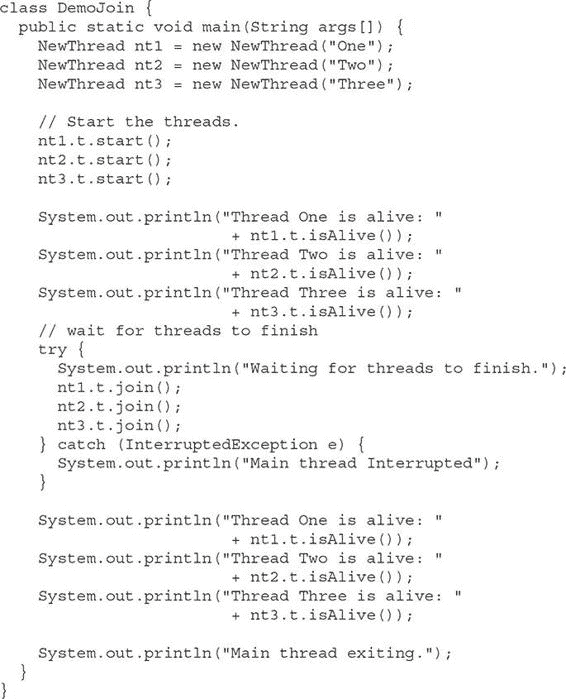 class DemoJoin {
  public static void main(String args[]) {
    NewThread nt1 = new NewThread("One");
    NewThread nt2 = new NewThread("Two");
    NewThread nt3 = new NewThread("Three");

    // Start the threads.
    nt1.t.start();
    nt2.t.start();
    nt3.t.start();

    System.out.println("Thread One is alive: "
                        + nt1.t.isAlive());
    System.out.println("Thread Two is alive: "
                        + nt2.t.isAlive());
    System.out.println("Thread Three is alive: "
                        + nt3.t.isAlive());
    // wait for threads to finish
    try {
      System.out.println("Waiting for threads to finish.");
      nt1.t.join();
      nt2.t.join();
      nt3.t.join();
    } catch (InterruptedException e) {
      System.out.println("Main thread Interrupted");
    }

    System.out.println("Thread One is alive: "
                        + nt1.t.isAlive());
    System.out.println("Thread Two is alive: "
                        + nt2.t.isAlive());
    System.out.println("Thread Three is alive: "
                        + nt3.t.isAlive());

    System.out.println("Main thread exiting.");
  }
}